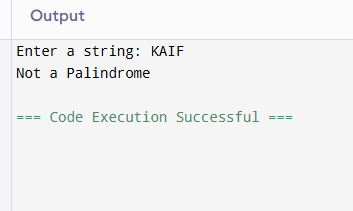 Output
Enter a string: KAIF
Not a Palindrome
=== Code Execution Successful ===